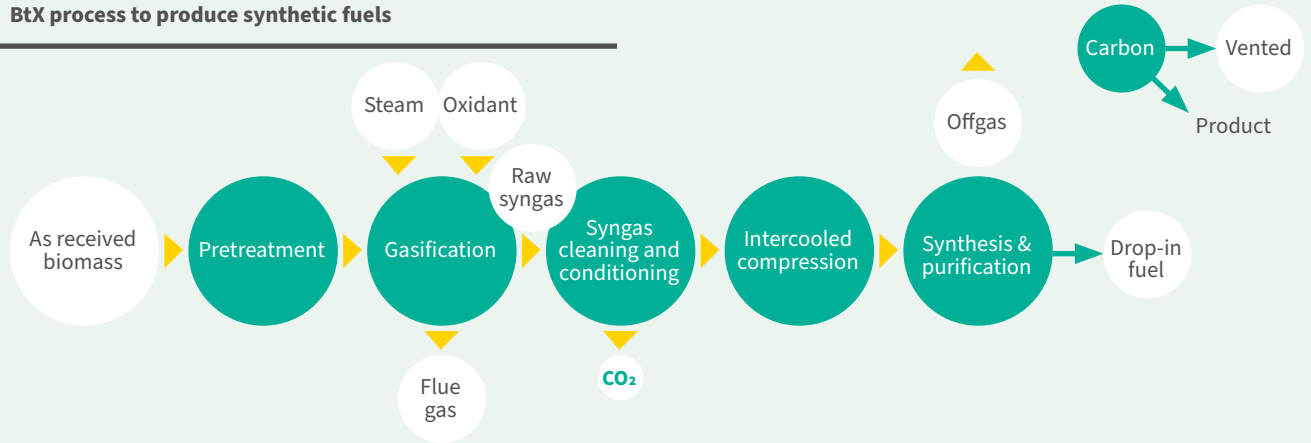 BtX process to produce synthetic fuels
Carbon
Vented
Product
Steam
Oxidant
Offgas
Raw
syngas
As received
biomass
Pretreatment
Gasification
Syngas
cleaning and
conditioning
Intercooled
compression
Synthesis &
purification
Drop-in
fuel
Flue
gas
CO₂